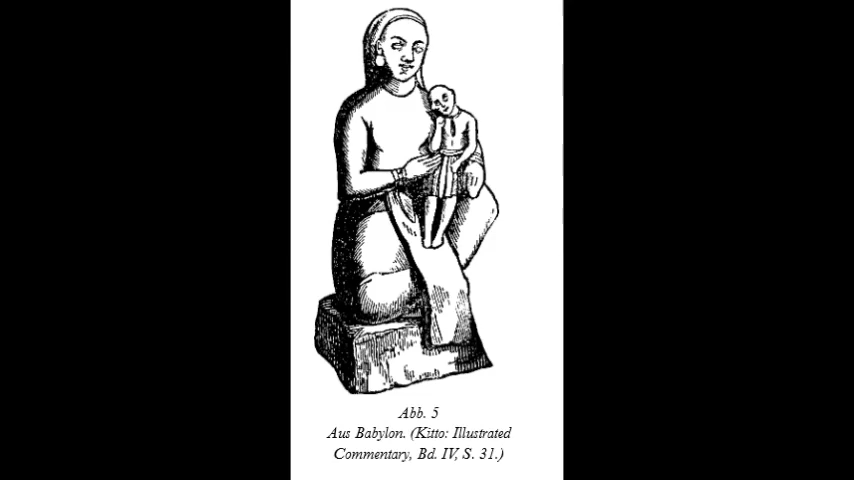 Abb. 5
Aus Babylon. (Kitto: Illustrated
Commentary, Bd. IV, S. 31.)